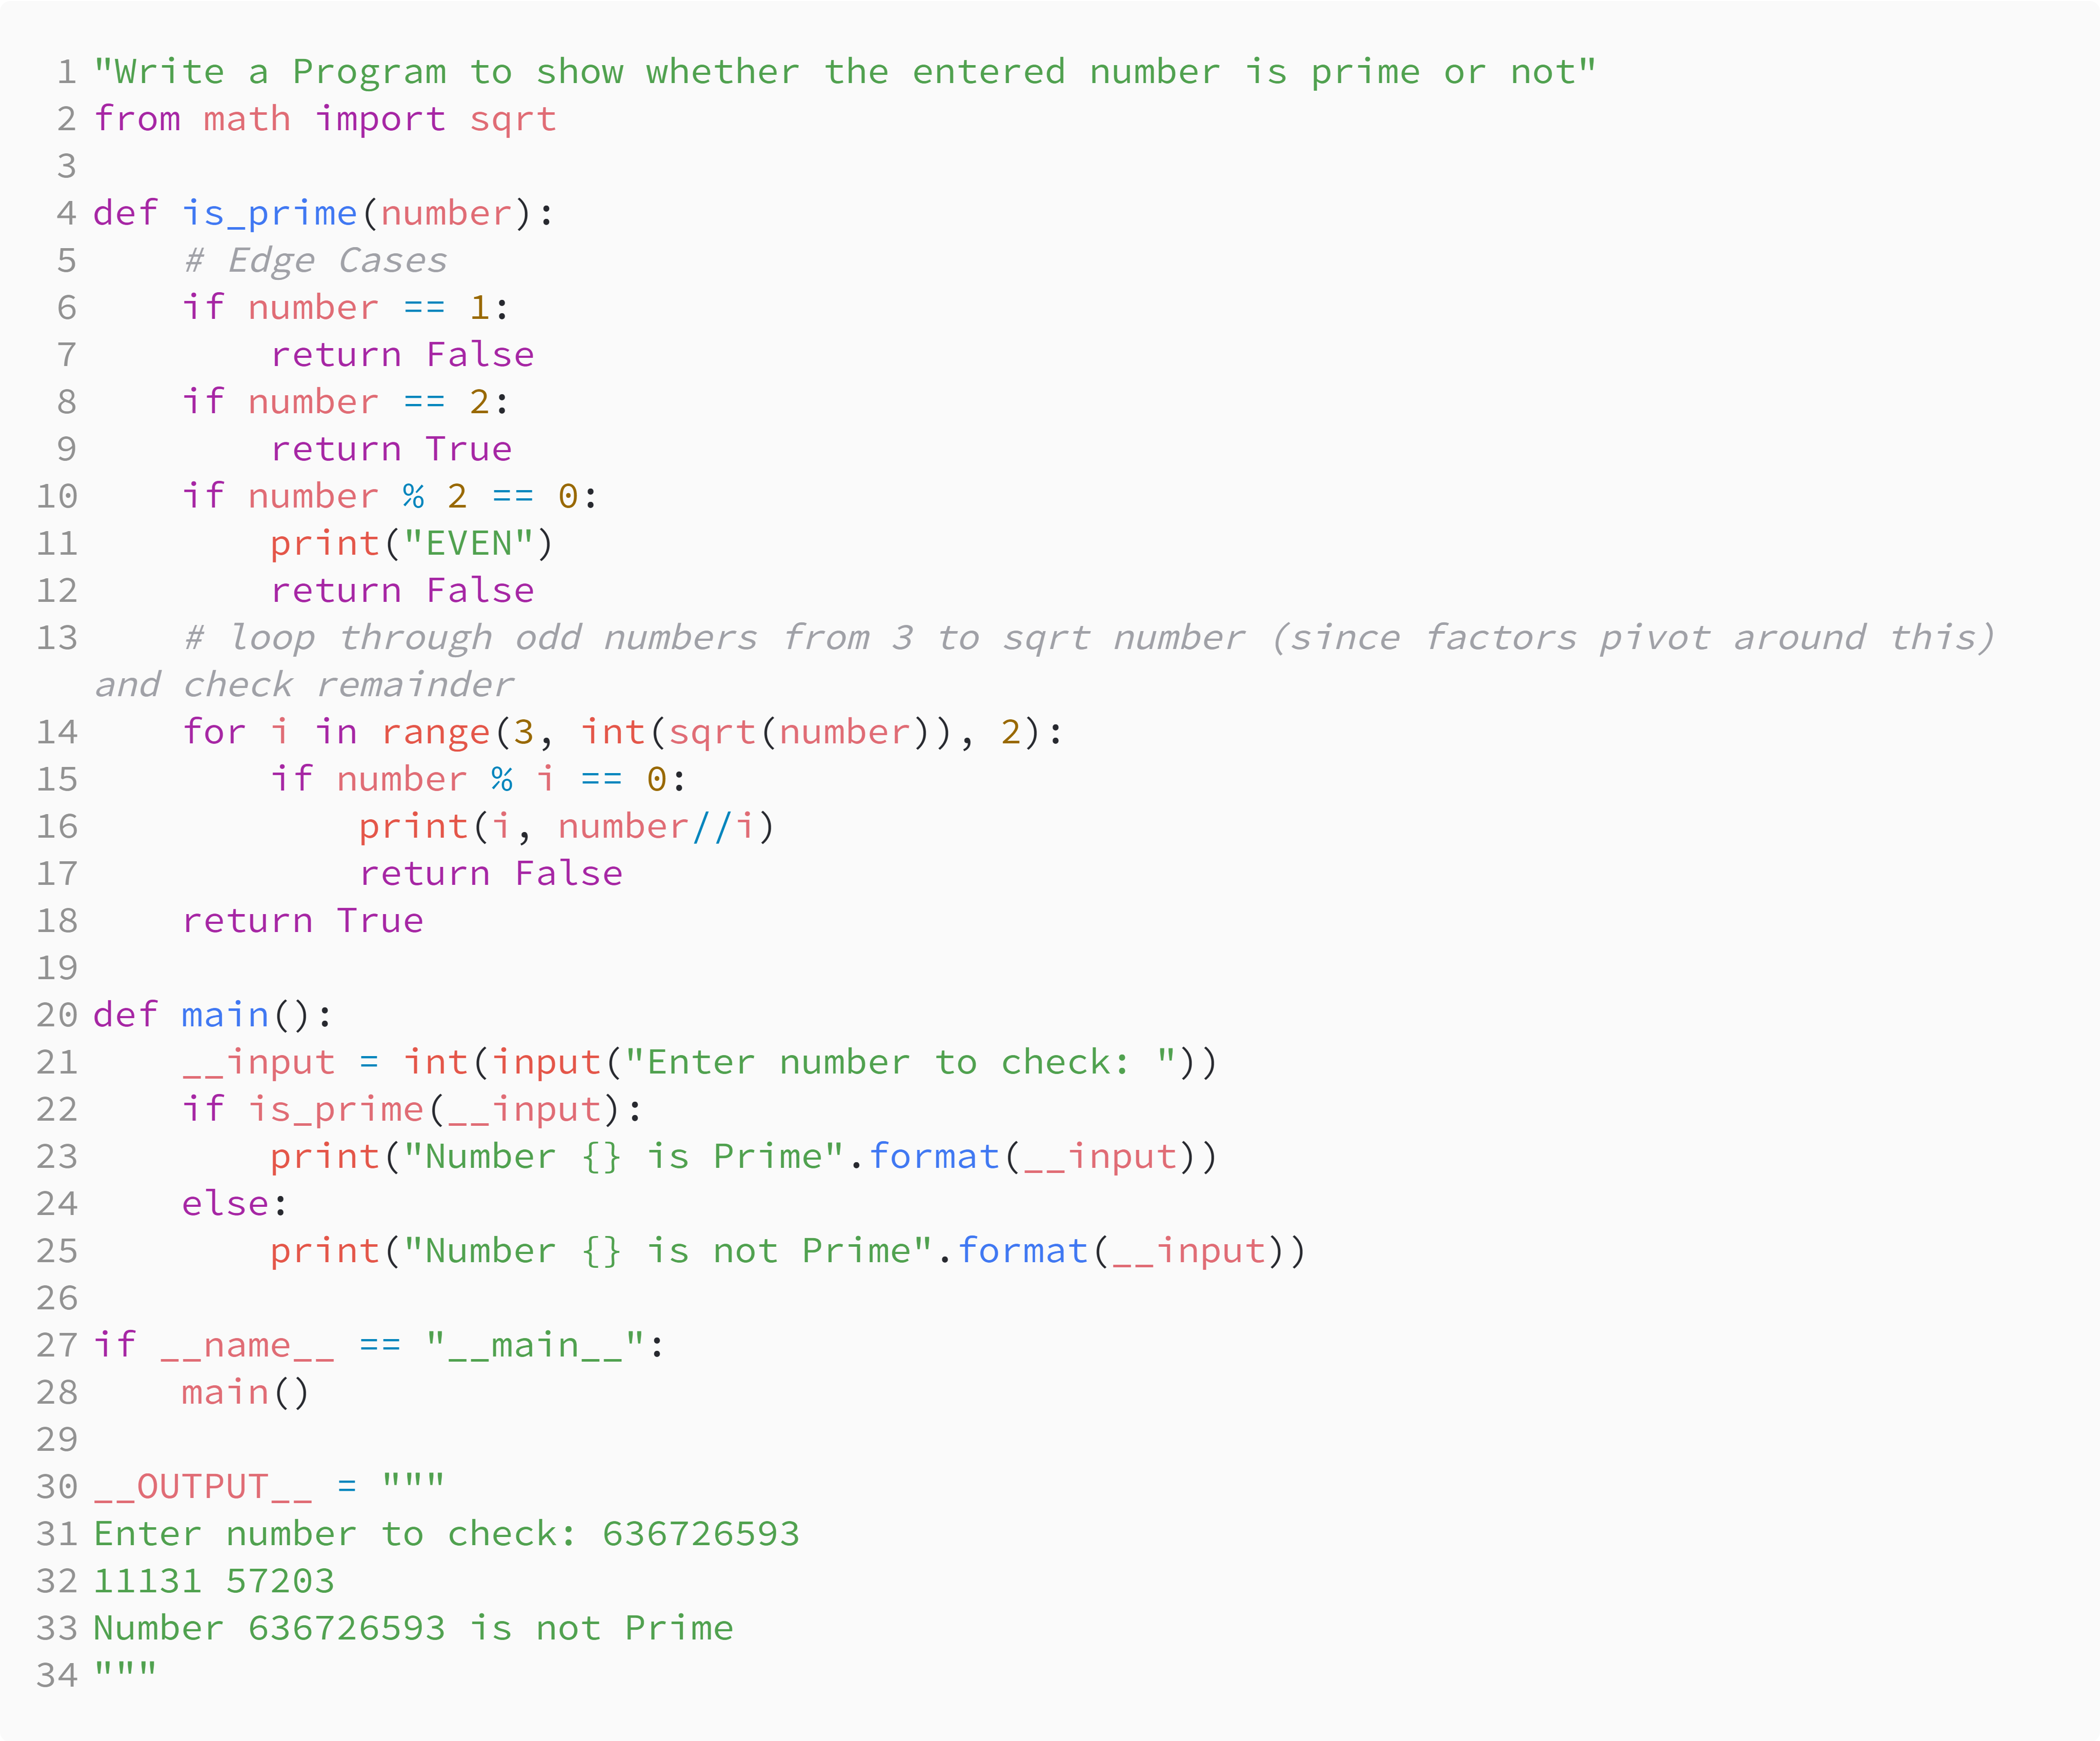 1 "Write a Program to show whether the entered number is prime or not"
2 from math import sqrt
3
4 def is_prime(number):
5     # Edge Cases
6     if number == 1:
7         return False
8     if number == 2:
9         return True
10     if number % 2 == 0:
11         print("EVEN")
12         return False
13     # loop through odd numbers from 3 to sqrt number (since factors pivot around this)
and check remainder
14     for i in range(3, int(sqrt(number)), 2):
15         if number % i == 0:
16             print(i, number//i)
17             return False
18     return True
19
20 def main():
21     __input = int(input("Enter number to check: "))
22     if is_prime(__input):
23         print("Number {} is Prime".format(__input))
24     else:
25         print("Number {} is not Prime".format(__input))
26
27 if __name__ == "__main__":
28     main()
29
30 __OUTPUT__ = """
31 Enter number to check: 636726593
32 11131 57203
33 Number 636726593 is not Prime
34 """